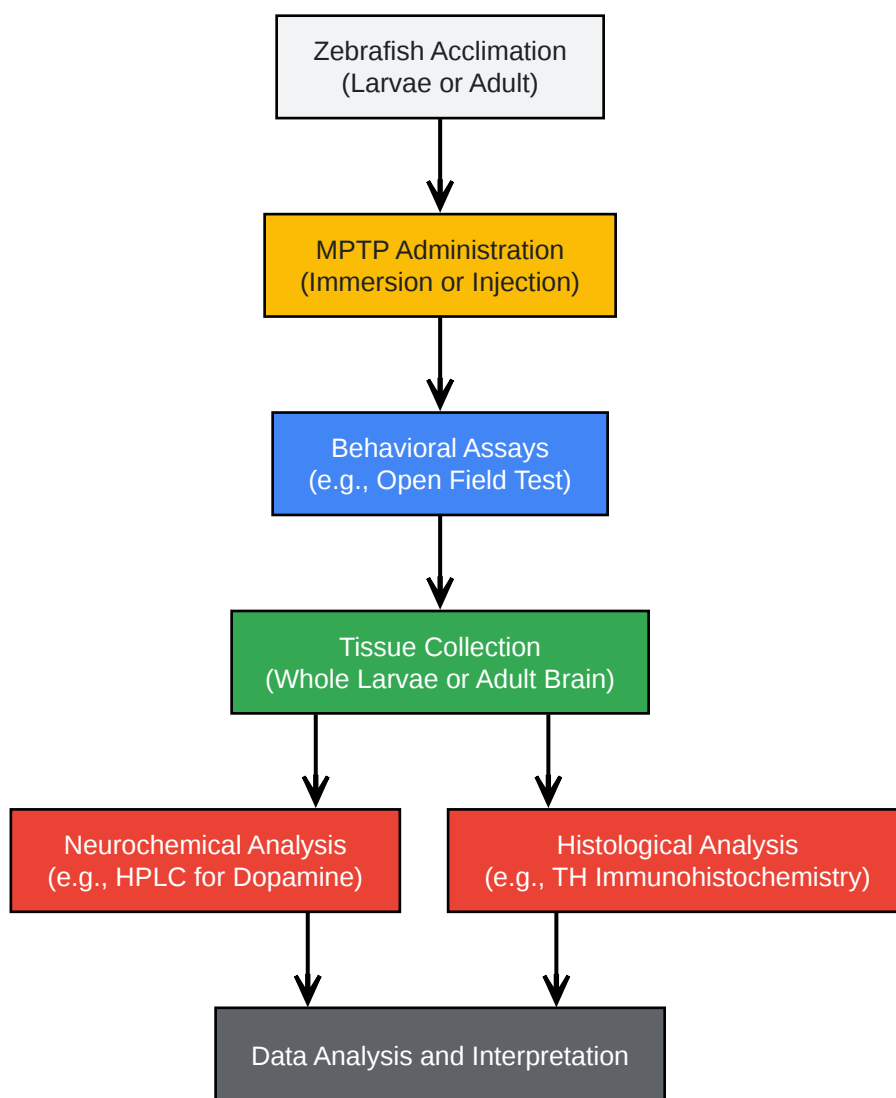 Zebrafish Acclimation
(Larvae or Adult)
MPTP Administration
(Immersion or Injection)
Behavioral Assays
(e.g., Open Field Test)
Tissue Collection
(Whole Larvae or Adult Brain)
Neurochemical Analysis
(e.g., HPLC for Dopamine)
Histological Analysis
(e.g., TH Immunohistochemistry)
Data Analysis and Interpretation